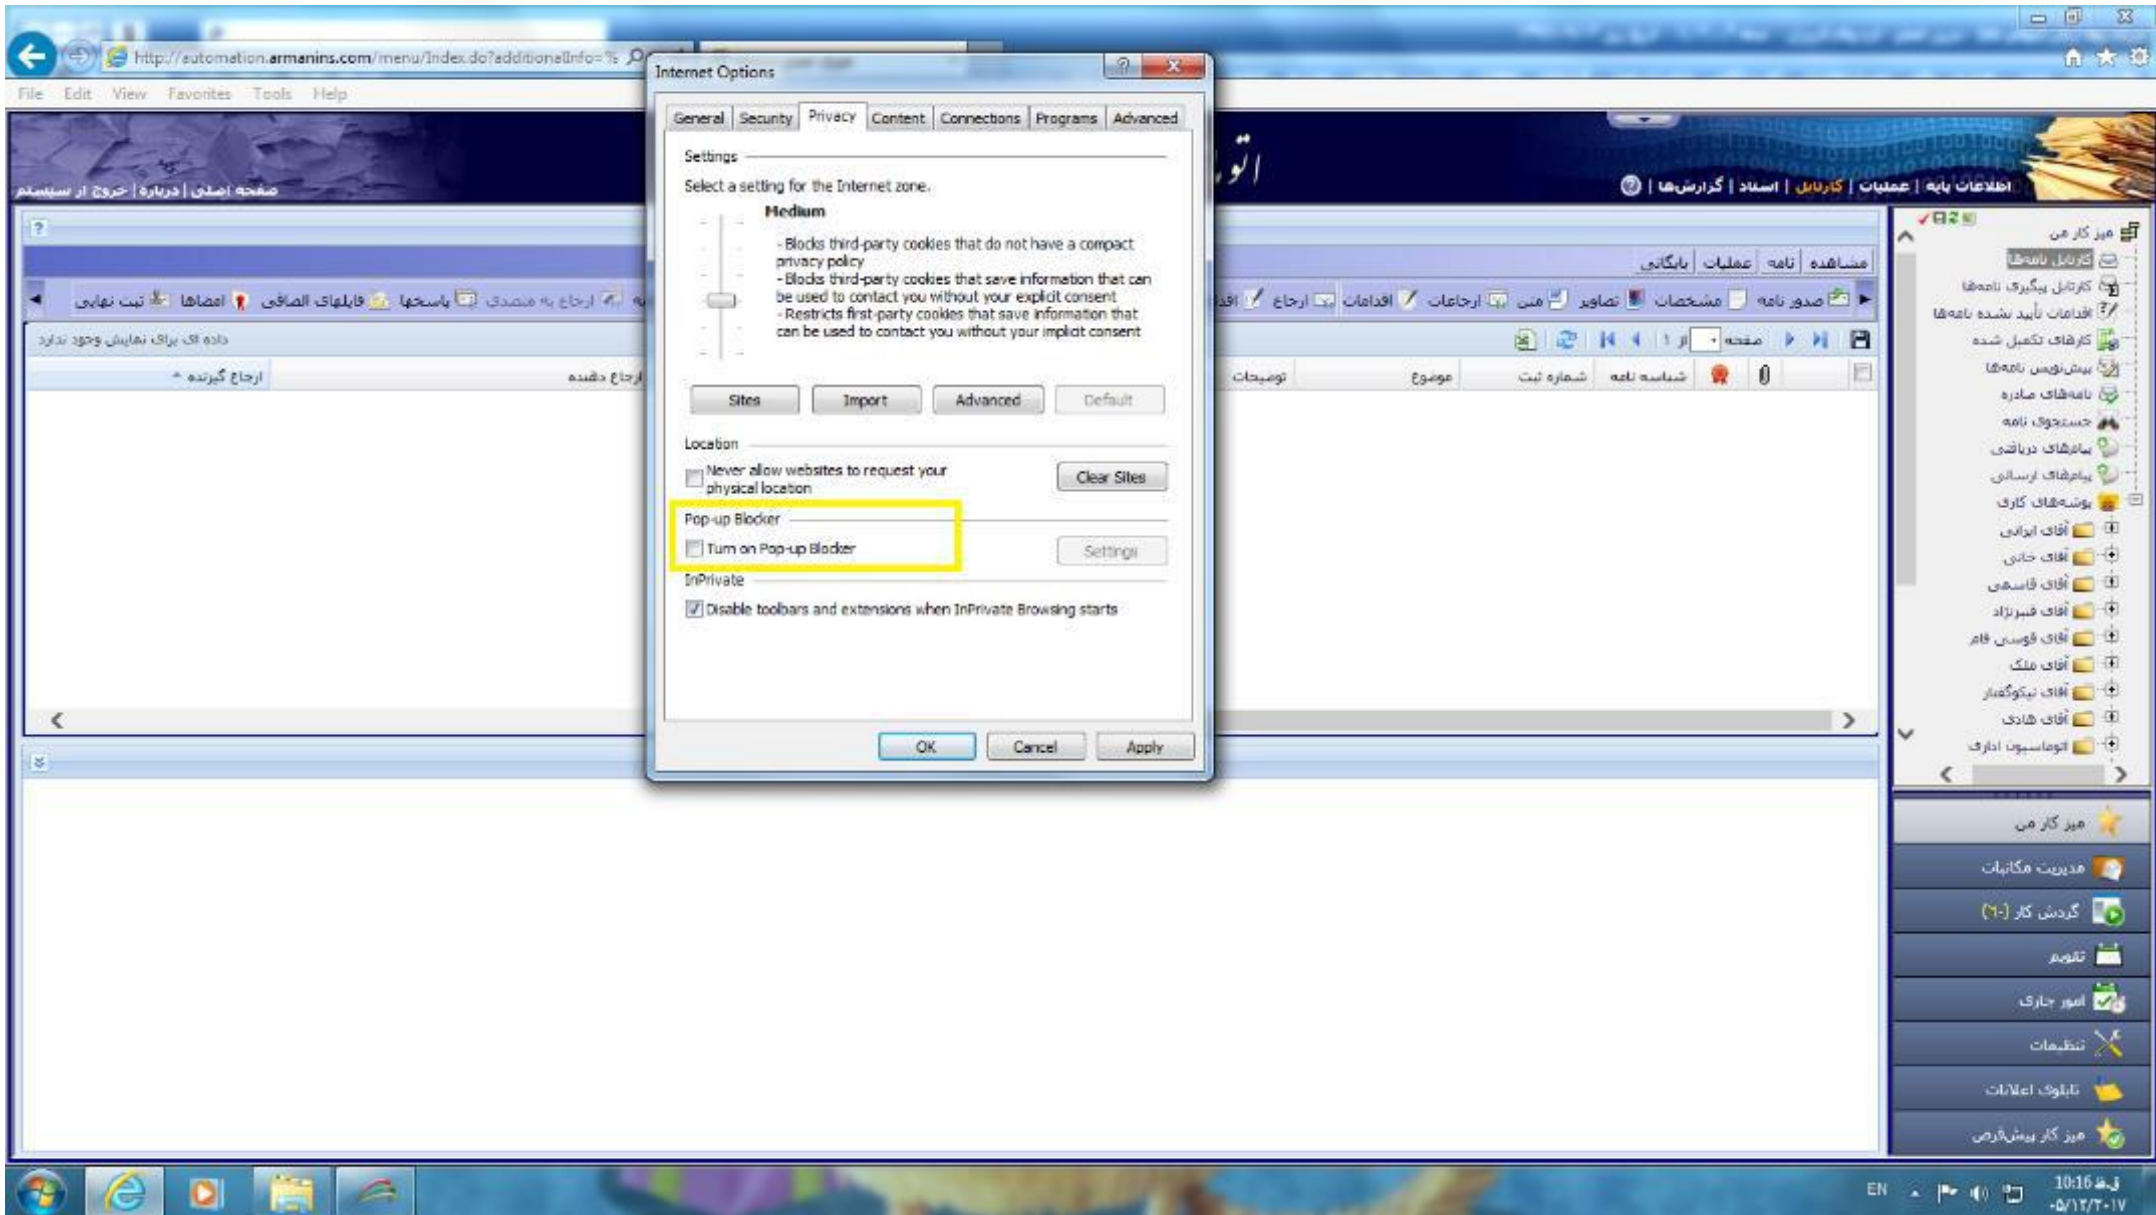 http://automation.armanins.com/menu/Index.do?additionalInfo=%
File Edit View Favorites Tools Help
صفحه اصلی | درباره | خروج از سیستم
اتو
اطلاعات پایه | عملیات | کارتابل | اسناد | گزارش‌ها |
Internet Options
General Security Privacy Content Connections Programs Advanced
Settings
Select a setting for the Internet zone.
Medium
- Blocks third-party cookies that do not have a compact
privacy policy
- Blocks third-party cookies that save information that can
be used to contact you without your explicit consent
- Restricts first-party cookies that save information that
can be used to contact you without your implicit consent
Sites Import Advanced Default
Location
Never allow websites to request your
physical location
Clear Sites
Pop-up Blocker
Turn on Pop-up Blocker
Settings
InPrivate
Disable toolbars and extensions when InPrivate Browsing starts
OK Cancel Apply
مشاهده نامه عملیات بایگانی
صدور نامه مشخصات تصاویر متن ارجاعات اقدامات ارجاع
ارجاع به متصدی پاسخها فایلهای الصاقی امضاها ثبت نهایی
صفحه از ۱
داده ای برای نمایش وجود ندارد
شناسه نامه شماره ثبت موضوع توضیحات
ارجاع دهنده ارجاع گیرنده
میز کار من
کارتابل نامه‌ها
کارتابل پیگیری نامه‌ها
اقدامات تأیید نشده نامه‌ها
کارهای تکمیل شده
پیش‌نویس نامه‌ها
نامه‌های صادره
جستجوی نامه
پیام‌های دریافتی
پیام‌های ارسالی
پوشه‌های کاری
آقای ایرانی
آقای خانی
آقای قاسمی
آقای قنبرنژاد
آقای قوسی فام
آقای ملک
آقای نیکوگفتار
آقای هادی
اتوماسیون اداری
میز کار من
مدیریت مکاتبات
گردش کار
تقویم
امور جاری
تنظیمات
تابلوی اعلانات
میز کار پیش‌فرض
EN
10:16 ق.ظ
۰۵/۱۳/۲۰۱۷